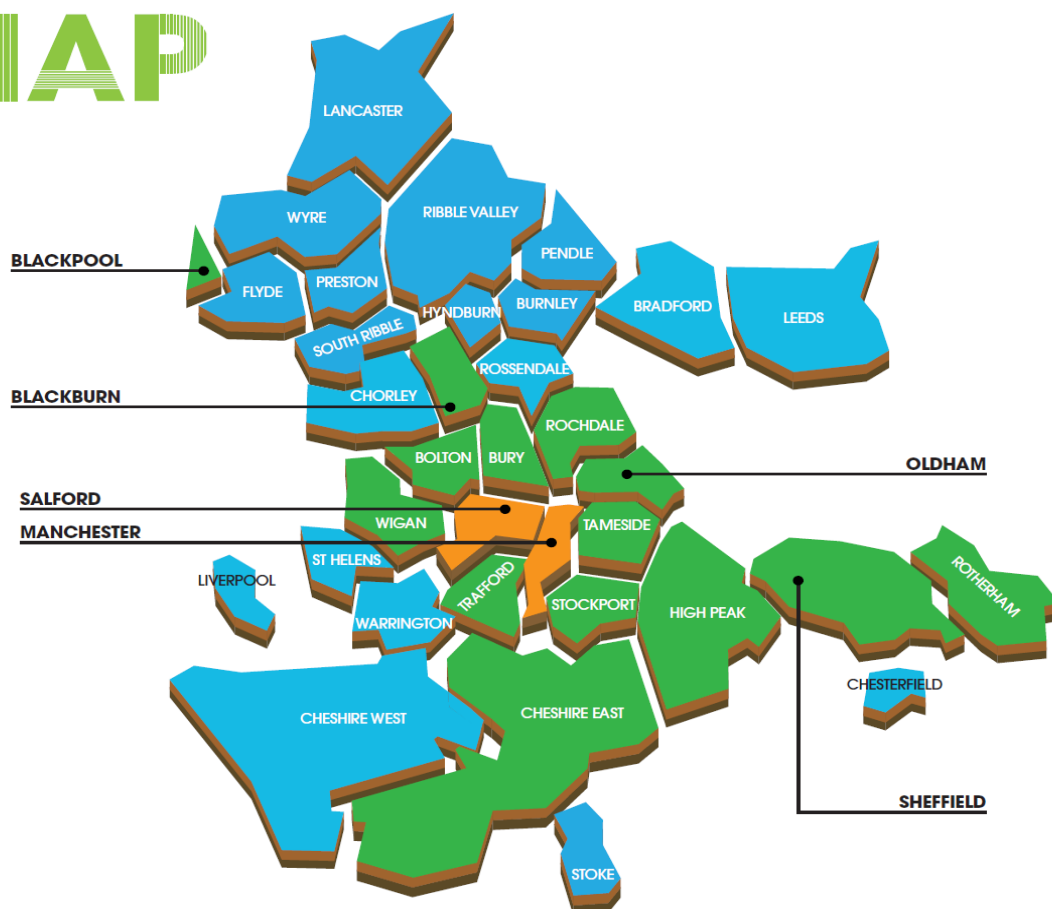 IAP
LANCASTER
WYRE
RIBBLE VALLEY
PENDLE
BLACKPOOL
FLYDE
PRESTON
HYNDBURN
BURNLEY
BRADFORD
LEEDS
SOUTH RIBBLE
ROSSENDALE
BLACKBURN
CHORLEY
ROCHDALE
BOLTON
BURY
OLDHAM
SALFORD
WIGAN
TAMESIDE
MANCHESTER
ST HELENS
LIVERPOOL
TRAFFORD
STOCKPORT
HIGH PEAK
ROTHERHAM
WARRINGTON
CHESTERFIELD
CHESHIRE WEST
CHESHIRE EAST
SHEFFIELD
STOKE